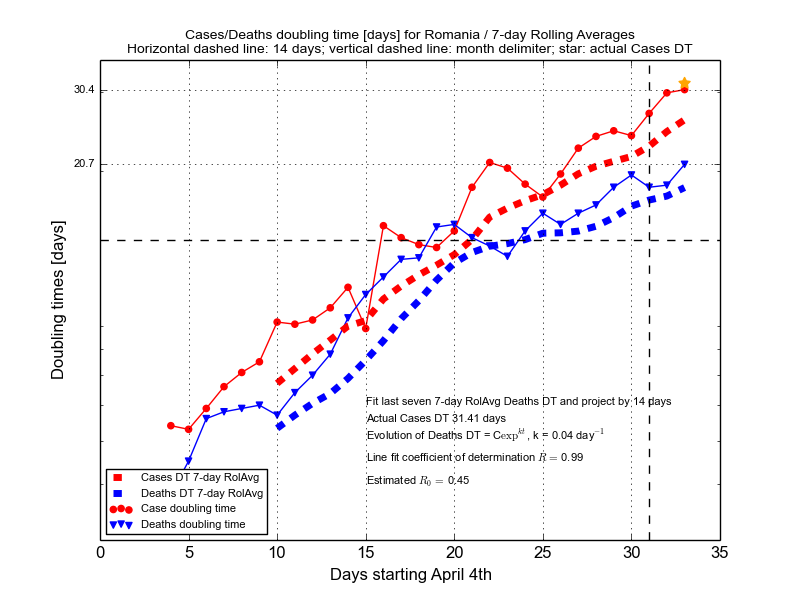 Cases/Deaths doubling time [days] for Romania / 7-day Rolling Averages
Horizontal dashed line: 14 days; vertical dashed line: month delimiter; star: actual Cases DT
30.4
20.7
Doubling times [days]
Fit last seven 7-day RolAvg Deaths DT and project by 14 days
Actual Cases DT 31.41 days
Evolution of Deaths DT = Cexp^{kt}, k = 0.04 day^{-1}
Line fit coefficient of determination R = 0.99
Estimated R_0 = 0.45
Cases DT 7-day RolAvg
Deaths DT 7-day RolAvg
Case doubling time
Deaths doubling time
0 5 10 15 20 25 30 35
Days starting April 4th